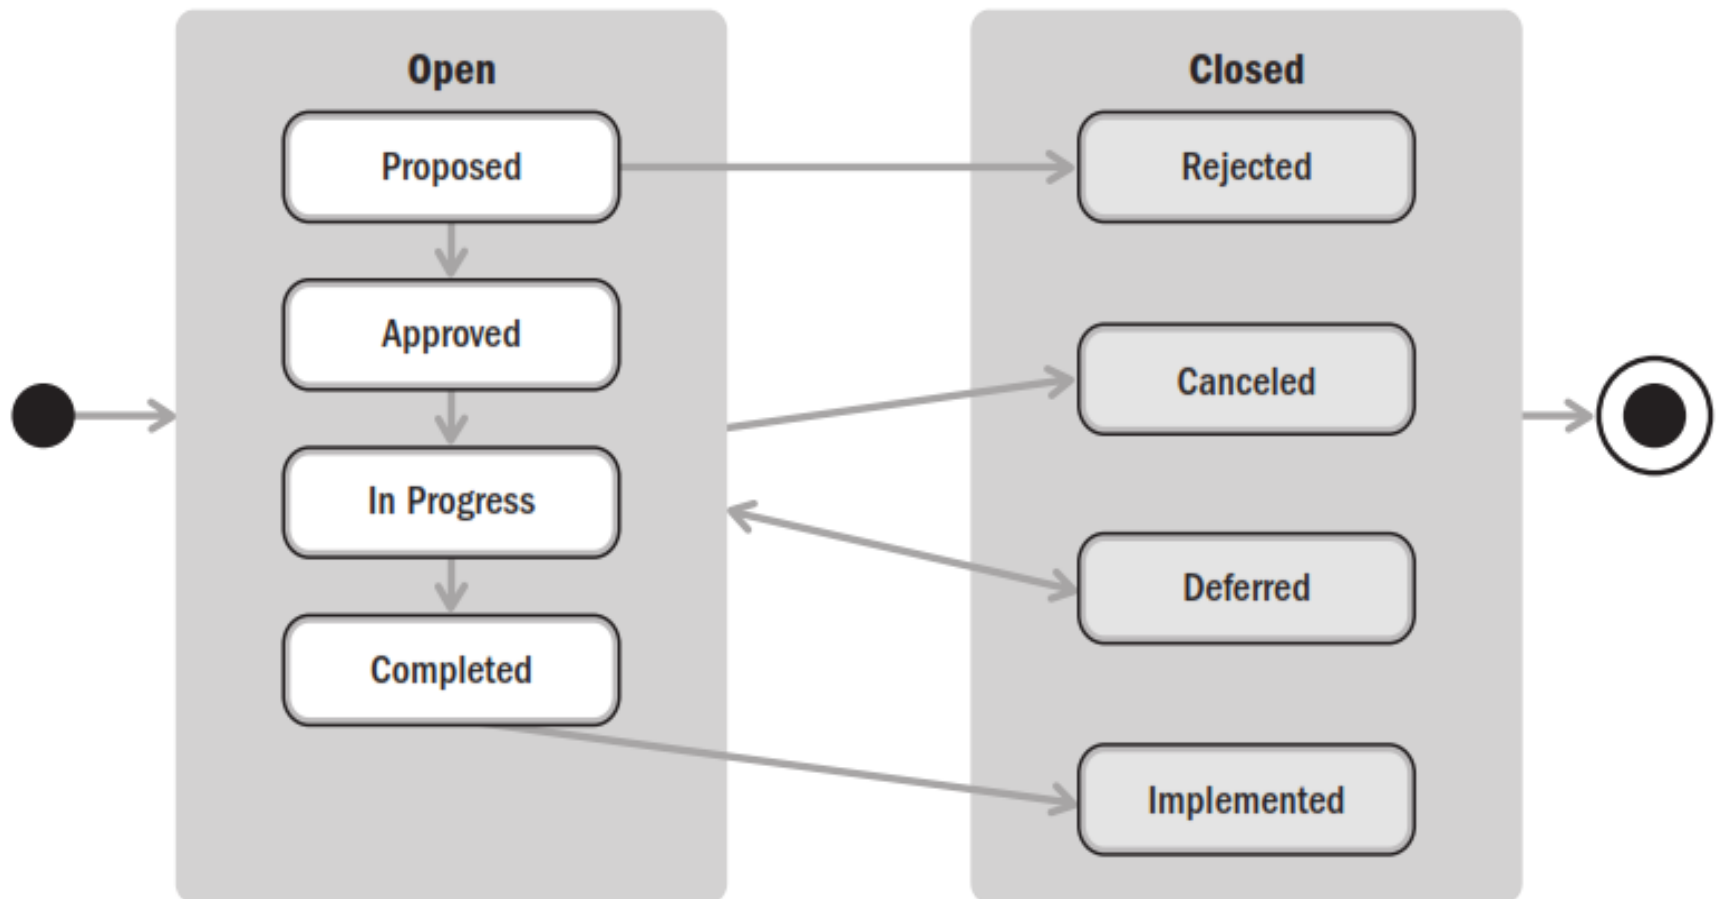 Open
Proposed
Approved
In Progress
Completed
Closed
Rejected
Canceled
Deferred
Implemented